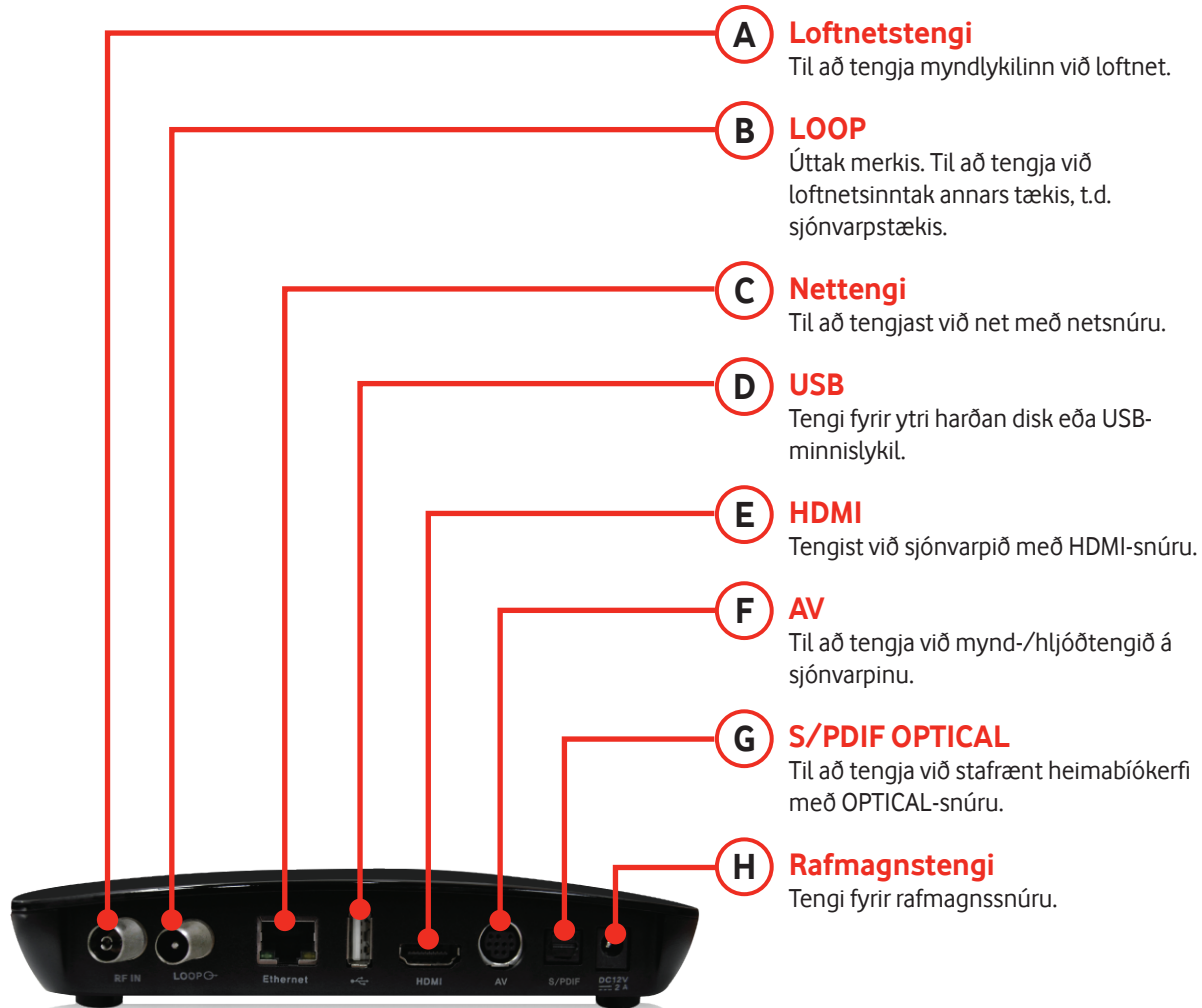 A
Loftnetstengi
Til að tengja myndlykilinn við loftnet.
B
LOOP
Úttak merkis. Til að tengja við
loftnetsinntak annars tækis, t.d.
sjónvarpstækis.
C
Nettengi
Til að tengjast við net með netsnúru.
D
USB
Tengi fyrir ytri harðan disk eða USB-
minnislykil.
E
HDMI
Tengist við sjónvarpið með HDMI-snúru.
F
AV
Til að tengja við mynd-/hljóðtengið á
sjónvarpinu.
G
S/PDIF OPTICAL
Til að tengja við stafrænt heimabíókerfi
með OPTICAL-snúru.
H
Rafmagnstengi
Tengi fyrir rafmagnssnúru.
RF IN
LOOP
Ethernet
HDMI
AV
S/PDIF
DC12V
2A